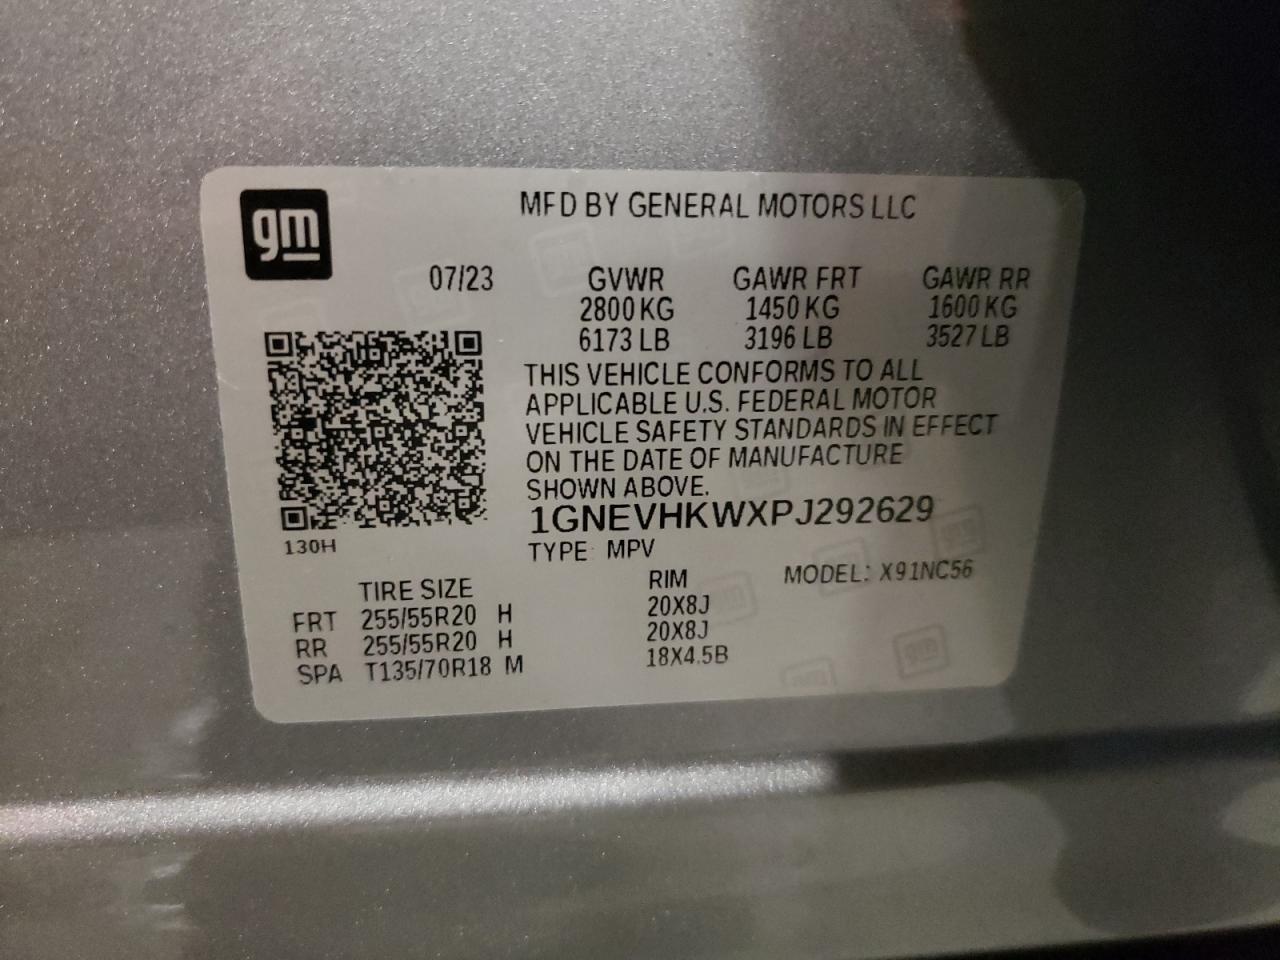 gm
MFD BY GENERAL MOTORS LLC
07/23 GVWR GAWR FRT GAWR RR
2800 KG 1450 KG 1600 KG
6173 LB 3196 LB 3527 LB
THIS VEHICLE CONFORMS TO ALL
APPLICABLE U.S. FEDERAL MOTOR
VEHICLE SAFETY STANDARDS IN EFFECT
ON THE DATE OF MANUFACTURE
SHOWN ABOVE.
1GNEVHKWXPJ292629
130H
TYPE: MPV
MODEL: X91NC56
TIRE SIZE RIM
FRT 255/55R20 H 20X8J
RR 255/55R20 H 20X8J
SPA T135/70R18 M 18X4.5B